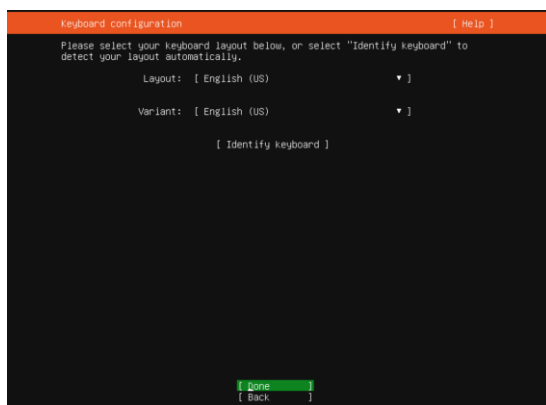 Keyboard configuration [ Help ]
Please select your keyboard layout below, or select "Identify keyboard" to
detect your layout automatically.
Layout: [ English (US) ▾ ]
Variant: [ English (US) ▾ ]
[ Identify keyboard ]
[ Done ]
[ Back ]